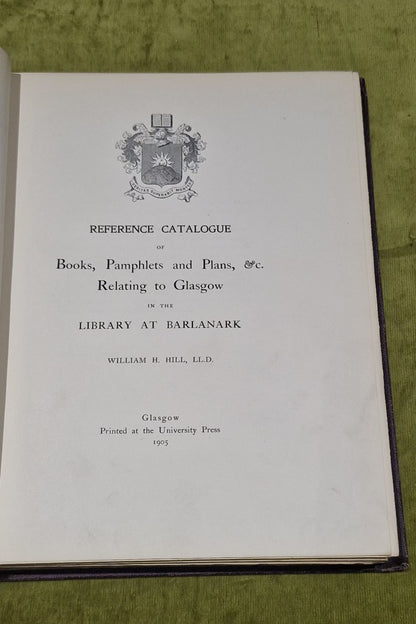 REFERENCE CATALOGUE
OF
Books, Pamphlets and Plans, &c.
Relating to Glasgow
IN THE
LIBRARY AT BARLANARK
WILLIAM H. HILL, LL.D.
Glasgow
Printed at the University Press
1905